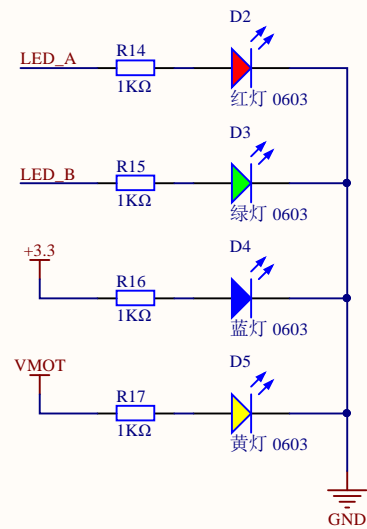 D2
LED_A
R14
1KΩ
红灯 0603
D3
LED_B
R15
1KΩ
绿灯 0603
D4
+3.3
R16
1KΩ
蓝灯 0603
D5
VMOT
R17
1KΩ
黄灯 0603
GND